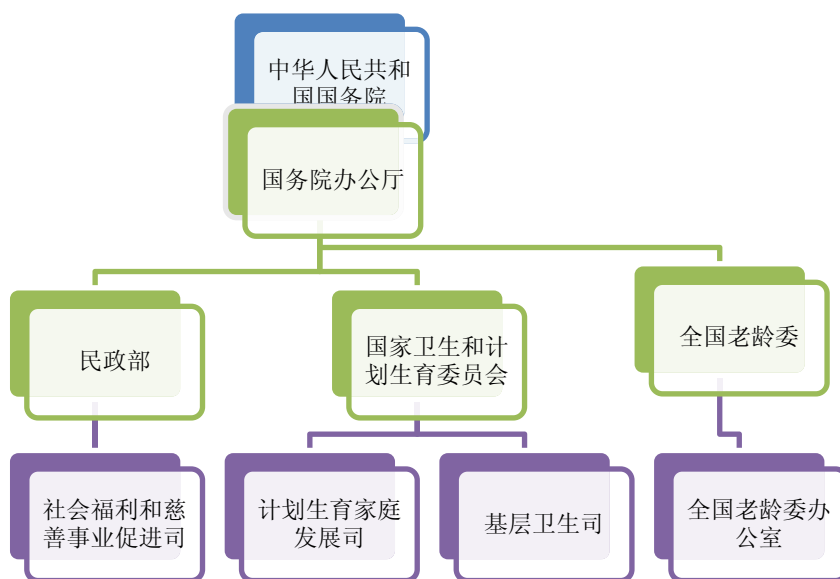 中华人民共和
国国务院
国务院办公厅
民政部
国家卫生和计
划生育委员会
全国老龄委
社会福利和慈
善事业促进司
计划生育家庭
发展司
基层卫生司
全国老龄委办
公室